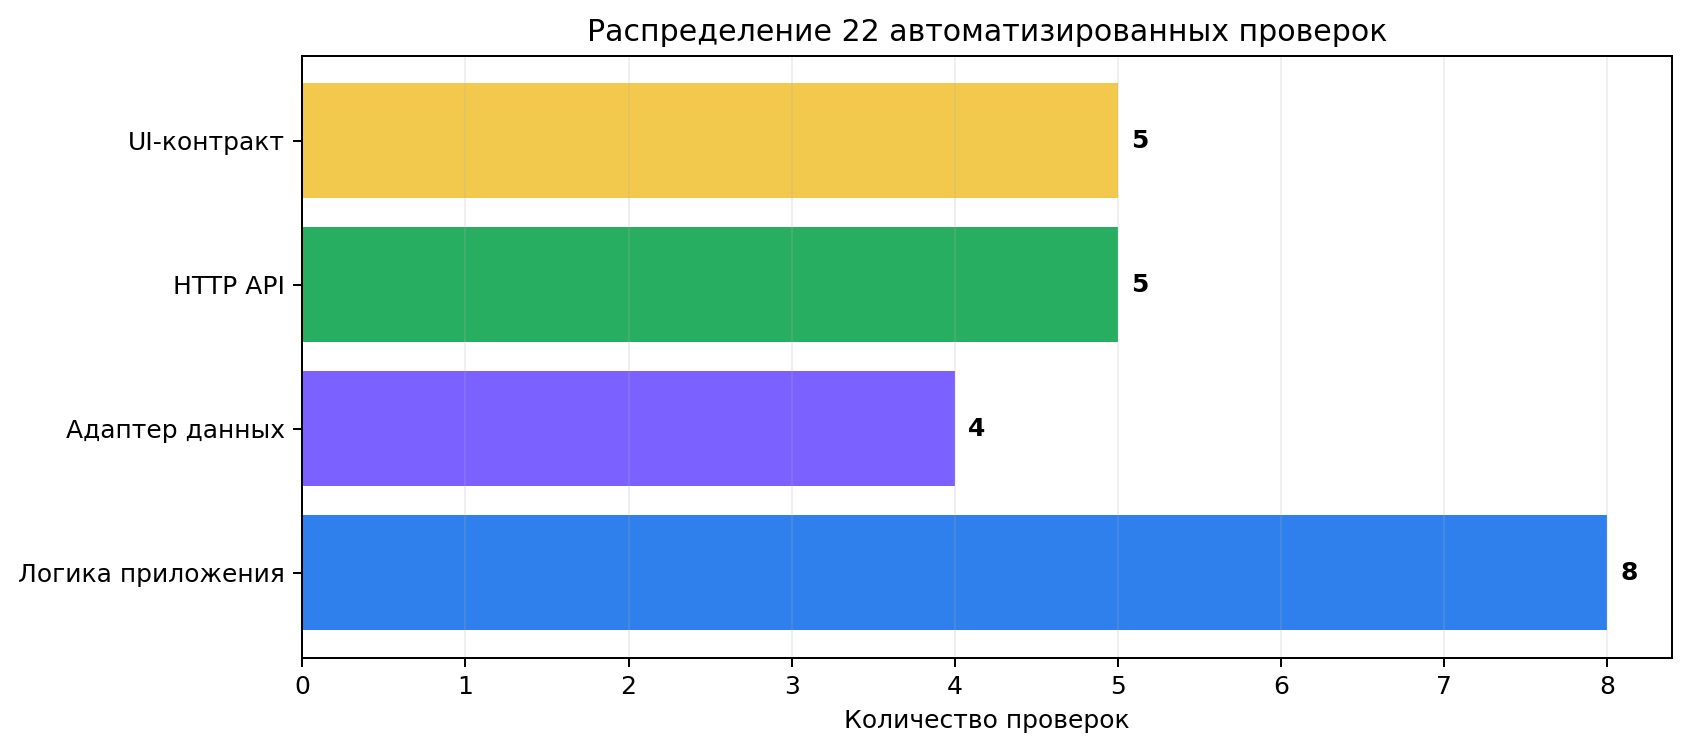 Распределение 22 автоматизированных проверок
UI-контракт
5
HTTP API
5
Адаптер данных
4
Логика приложения
8
0 1 2 3 4 5 6 7 8
Количество проверок